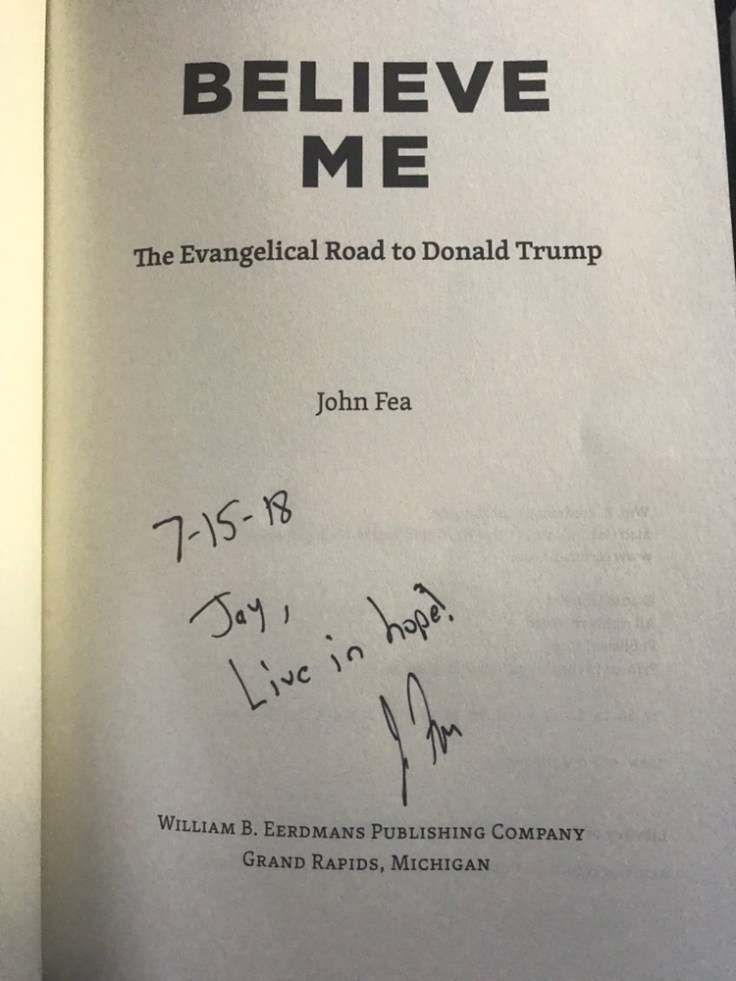 BELIEVE
ME
The Evangelical Road to Donald Trump
John Fea
7-15-18
Jay,
Live in hope!
J. Fea
WILLIAM B. EERDMANS PUBLISHING COMPANY
GRAND RAPIDS, MICHIGAN